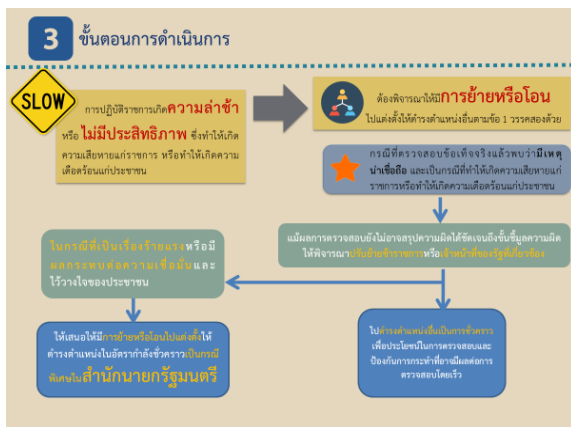 3 ขั้นตอนการดำเนินการ
SLOW
การปฏิบัติราชการเกิดความล่าช้า
หรือ ไม่มีประสิทธิภาพ ซึ่งทำให้เกิด
ความเสียหายแก่ราชการ หรือทำให้เกิดความ
เดือดร้อนแก่ประชาชน
ต้องพิจารณาให้มีการย้ายหรือโอน
ไปแต่งตั้งให้ดำรงตำแหน่งอื่นตามข้อ 1 วรรคสองด้วย
กรณีที่ตรวจสอบข้อเท็จจริงแล้วพบว่ามีเหตุ
น่าเชื่อถือ และเป็นกรณีที่ทำให้เกิดความเสียหายแก่
ราชการหรือทำให้เกิดความเดือดร้อนแก่ประชาชน
แม้ผลการตรวจสอบยังไม่อาจสรุปความผิดได้ชัดเจนถึงขั้นชี้มูลความผิด
ให้พิจารณาปรับย้ายข้าราชการหรือเจ้าหน้าที่ของรัฐที่เกี่ยวข้อง
ในกรณีที่เป็นเรื่องร้ายแรงหรือมี
ผลกระทบต่อความเชื่อมั่นและ
ไว้วางใจของประชาชน
ให้เสนอให้มีการย้ายหรือโอนไปแต่งตั้งให้
ดำรงตำแหน่งในอัตรากำลังชั่วคราวเป็นกรณี
พิเศษในสำนักนายกรัฐมนตรี
ไปดำรงตำแหน่งอื่นเป็นการชั่วคราว
เพื่อประโยชน์ในการตรวจสอบและ
ป้องกันการกระทำที่อาจมีผลต่อการ
ตรวจสอบโดยเร็ว